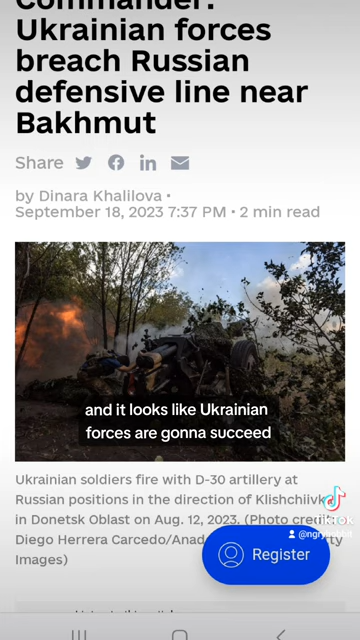 Commander:
Ukrainian forces
breach Russian
defensive line near
Bakhmut
Share
by Dinara Khalilova •
September 18, 2023 7:37 PM • 2 min read
and it looks like Ukrainian
forces are gonna succeed
Ukrainian soldiers fire with D-30 artillery at
Russian positions in the direction of Klishchiivka
in Donetsk Oblast on Aug. 12, 2023. (Photo credit:
Diego Herrera Carcedo/Anad
Images)
TikTok
Register